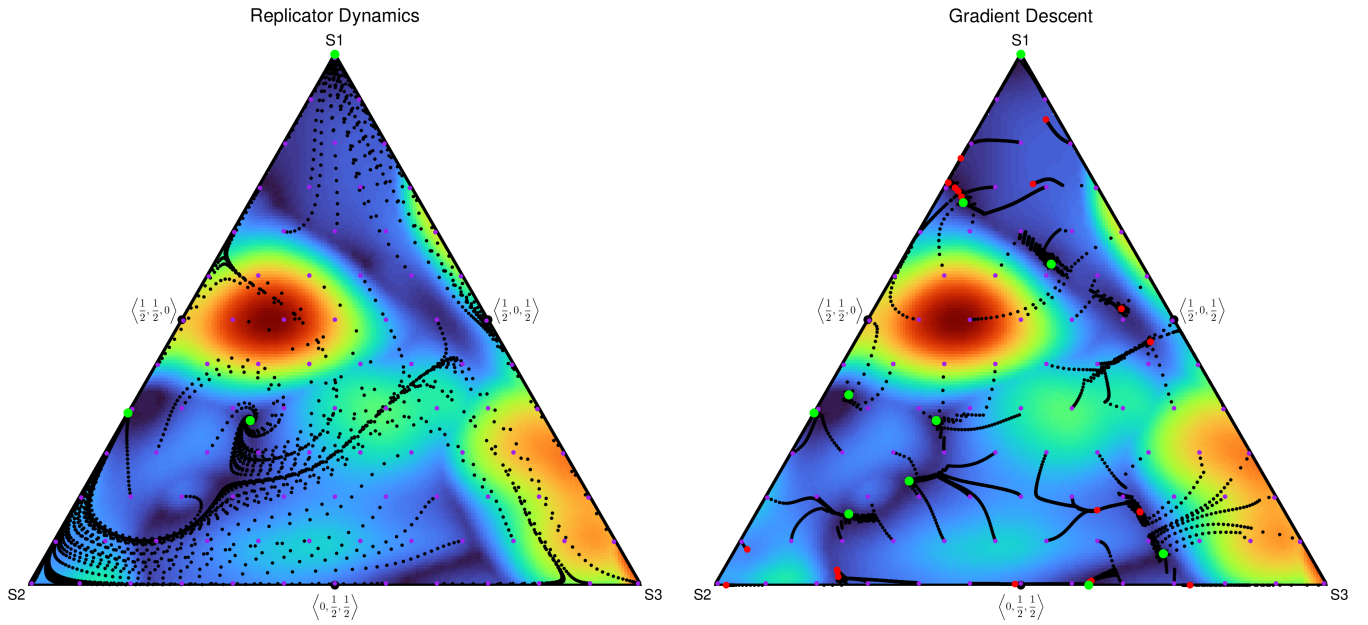 Replicator Dynamics
S1
⟨1/2, 1/2, 0⟩
⟨1/2, 0, 1/2⟩
S2
S3
⟨0, 1/2, 1/2⟩
Gradient Descent
S1
⟨1/2, 1/2, 0⟩
⟨1/2, 0, 1/2⟩
S2
S3
⟨0, 1/2, 1/2⟩